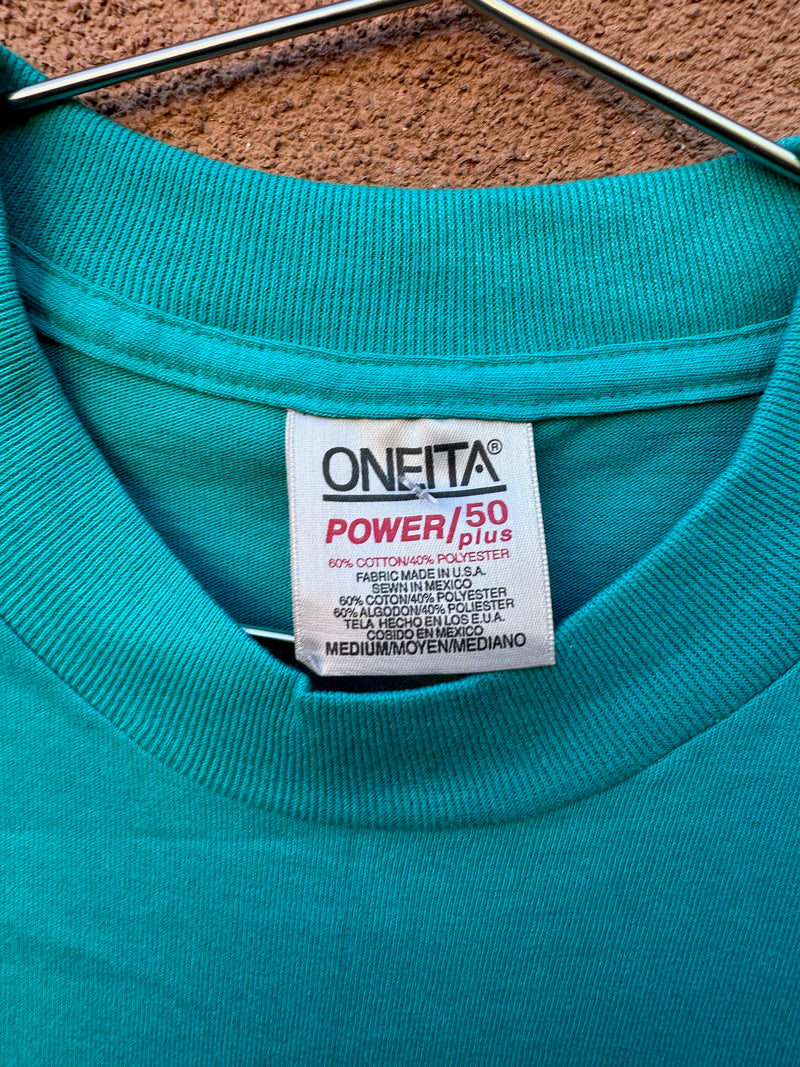 ONEITA®
POWER/50 plus
60% COTTON/40% POLYESTER
FABRIC MADE IN U.S.A.
SEWN IN MEXICO
60% COTON/40% POLYESTER
60% ALGODON/40% POLIESTER
TELA HECHO EN LOS E.U.A.
COSIDO EN MEXICO
MEDIUM/MOYEN/MEDIANO